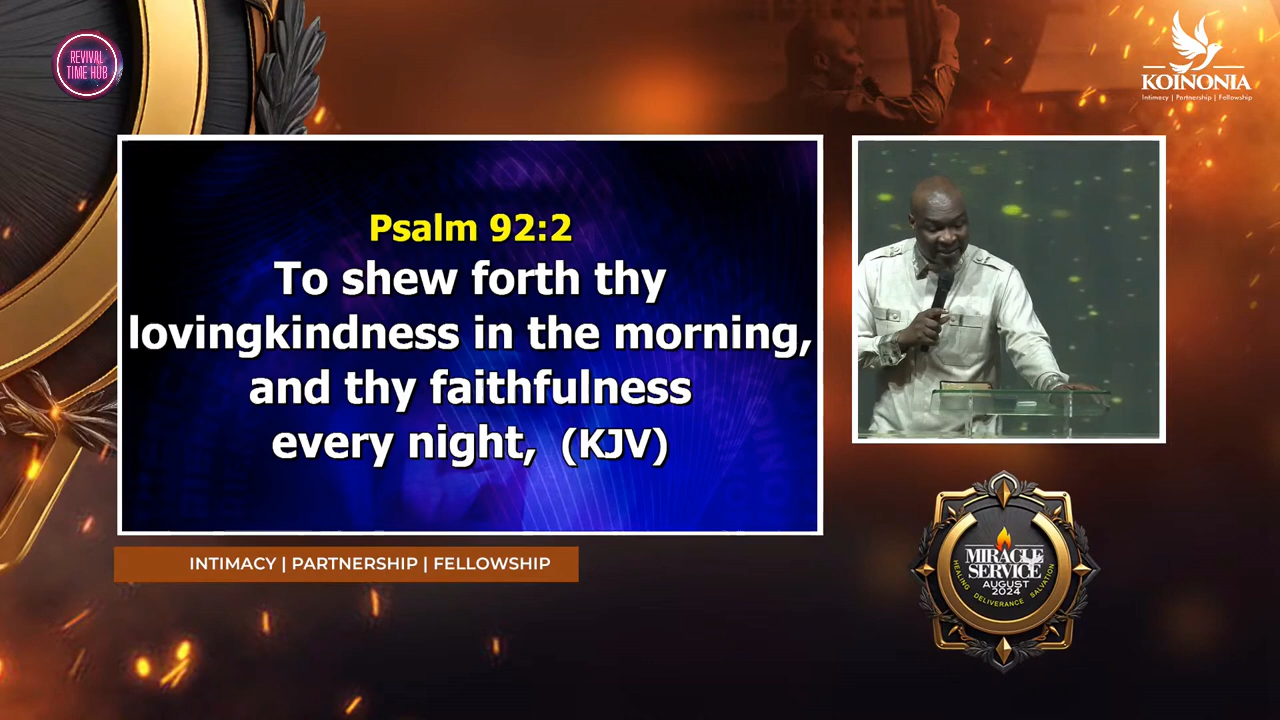 REVIVAL
TIME HUB
KOINONIA
Intimacy | Partnership | Fellowship
Psalm 92:2
To shew forth thy
lovingkindness in the morning,
and thy faithfulness
every night, (KJV)
INTIMACY | PARTNERSHIP | FELLOWSHIP
MIRACLE
SERVICE
AUGUST
2024
HEALING DELIVERANCE SALVATION